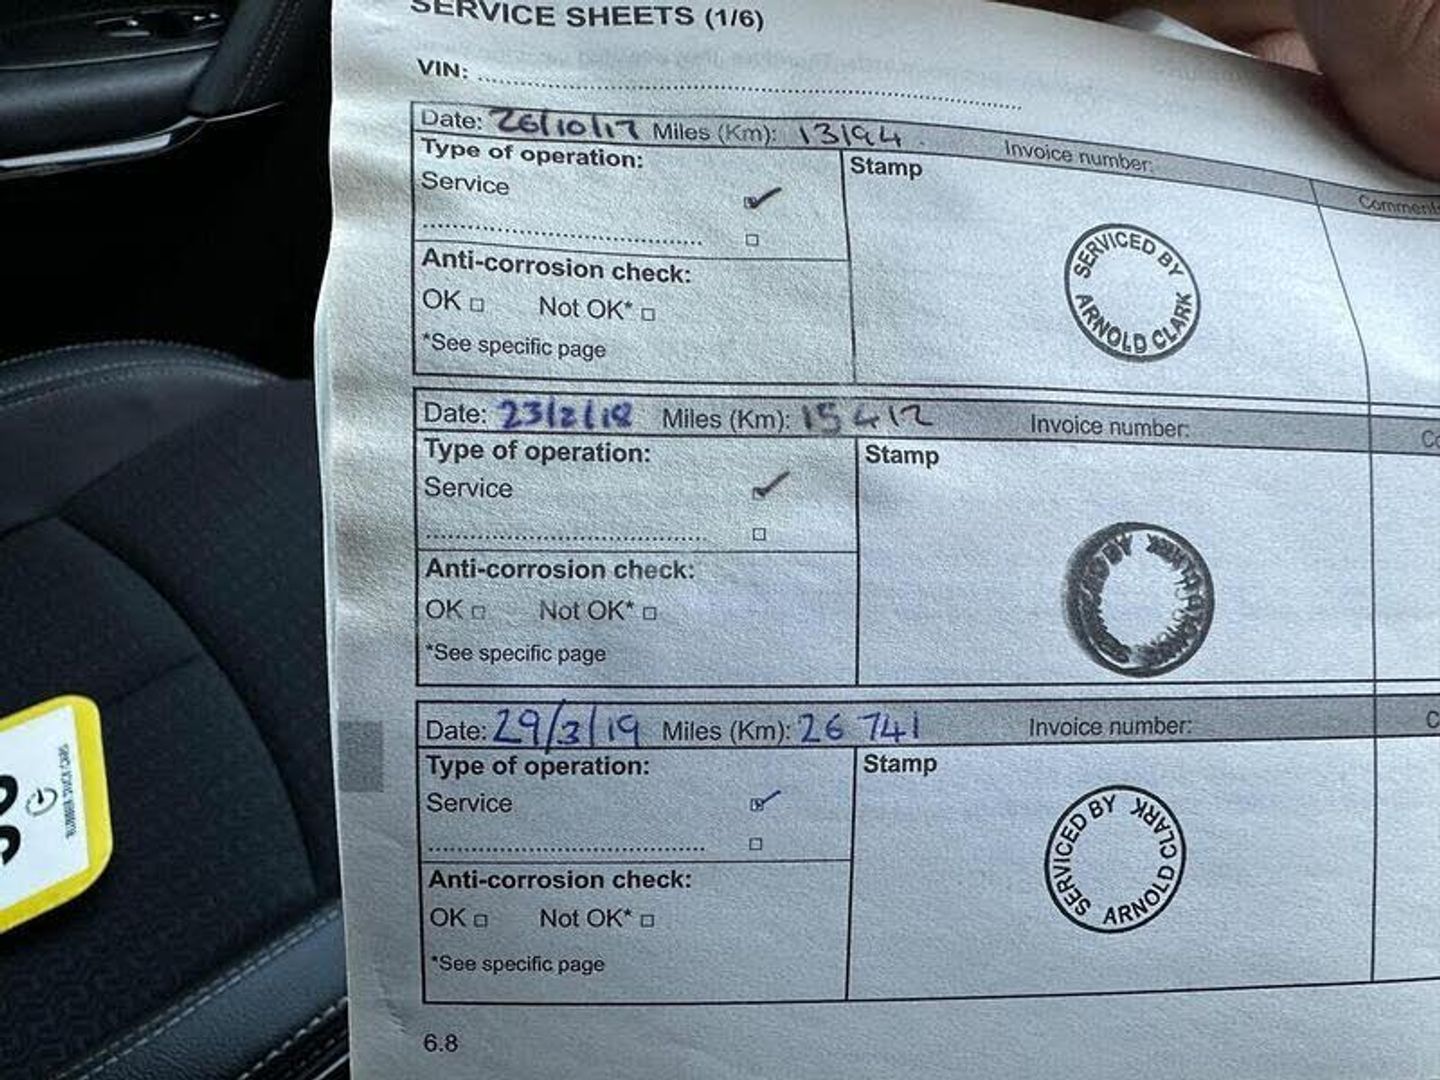 SERVICE SHEETS (1/6)
VIN: ..........
Date: 26/10/17 Miles (Km): 13194 Invoice number: Comments
Type of operation: Stamp
Service
Anti-corrosion check:
OK □ Not OK* □
*See specific page
SERVICED BY
ARNOLD CLARK
Date: 23/2/18 Miles (Km): 15412 Invoice number: Co
Type of operation: Stamp
Service
Anti-corrosion check:
OK □ Not OK* □
*See specific page
Date: 29/3/19 Miles (Km): 26 741 Invoice number: C
Type of operation: Stamp
Service
Anti-corrosion check:
OK □ Not OK* □
*See specific page
SERVICED BY
ARNOLD CLARK
6.8